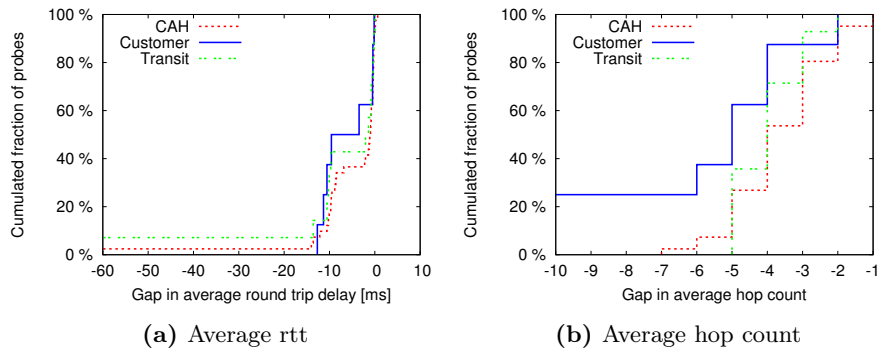 100 %
80 %
60 %
40 %
20 %
0 %
Cumulated fraction of probes
CAH
Customer
Transit
-60 -50 -40 -30 -20 -10 0 10
Gap in average round trip delay [ms]
(a) Average rtt
100 %
80 %
60 %
40 %
20 %
0 %
Cumulated fraction of probes
CAH
Customer
Transit
-10 -9 -8 -7 -6 -5 -4 -3 -2 -1
Gap in average hop count
(b) Average hop count